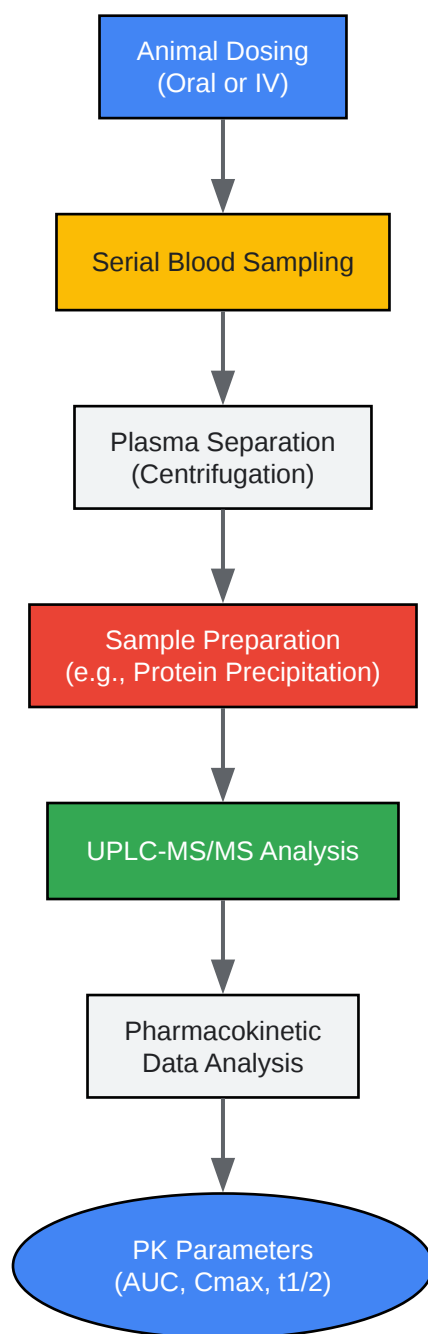 Animal Dosing
(Oral or IV)
Serial Blood Sampling
Plasma Separation
(Centrifugation)
Sample Preparation
(e.g., Protein Precipitation)
UPLC-MS/MS Analysis
Pharmacokinetic
Data Analysis
PK Parameters
(AUC, Cmax, t1/2)